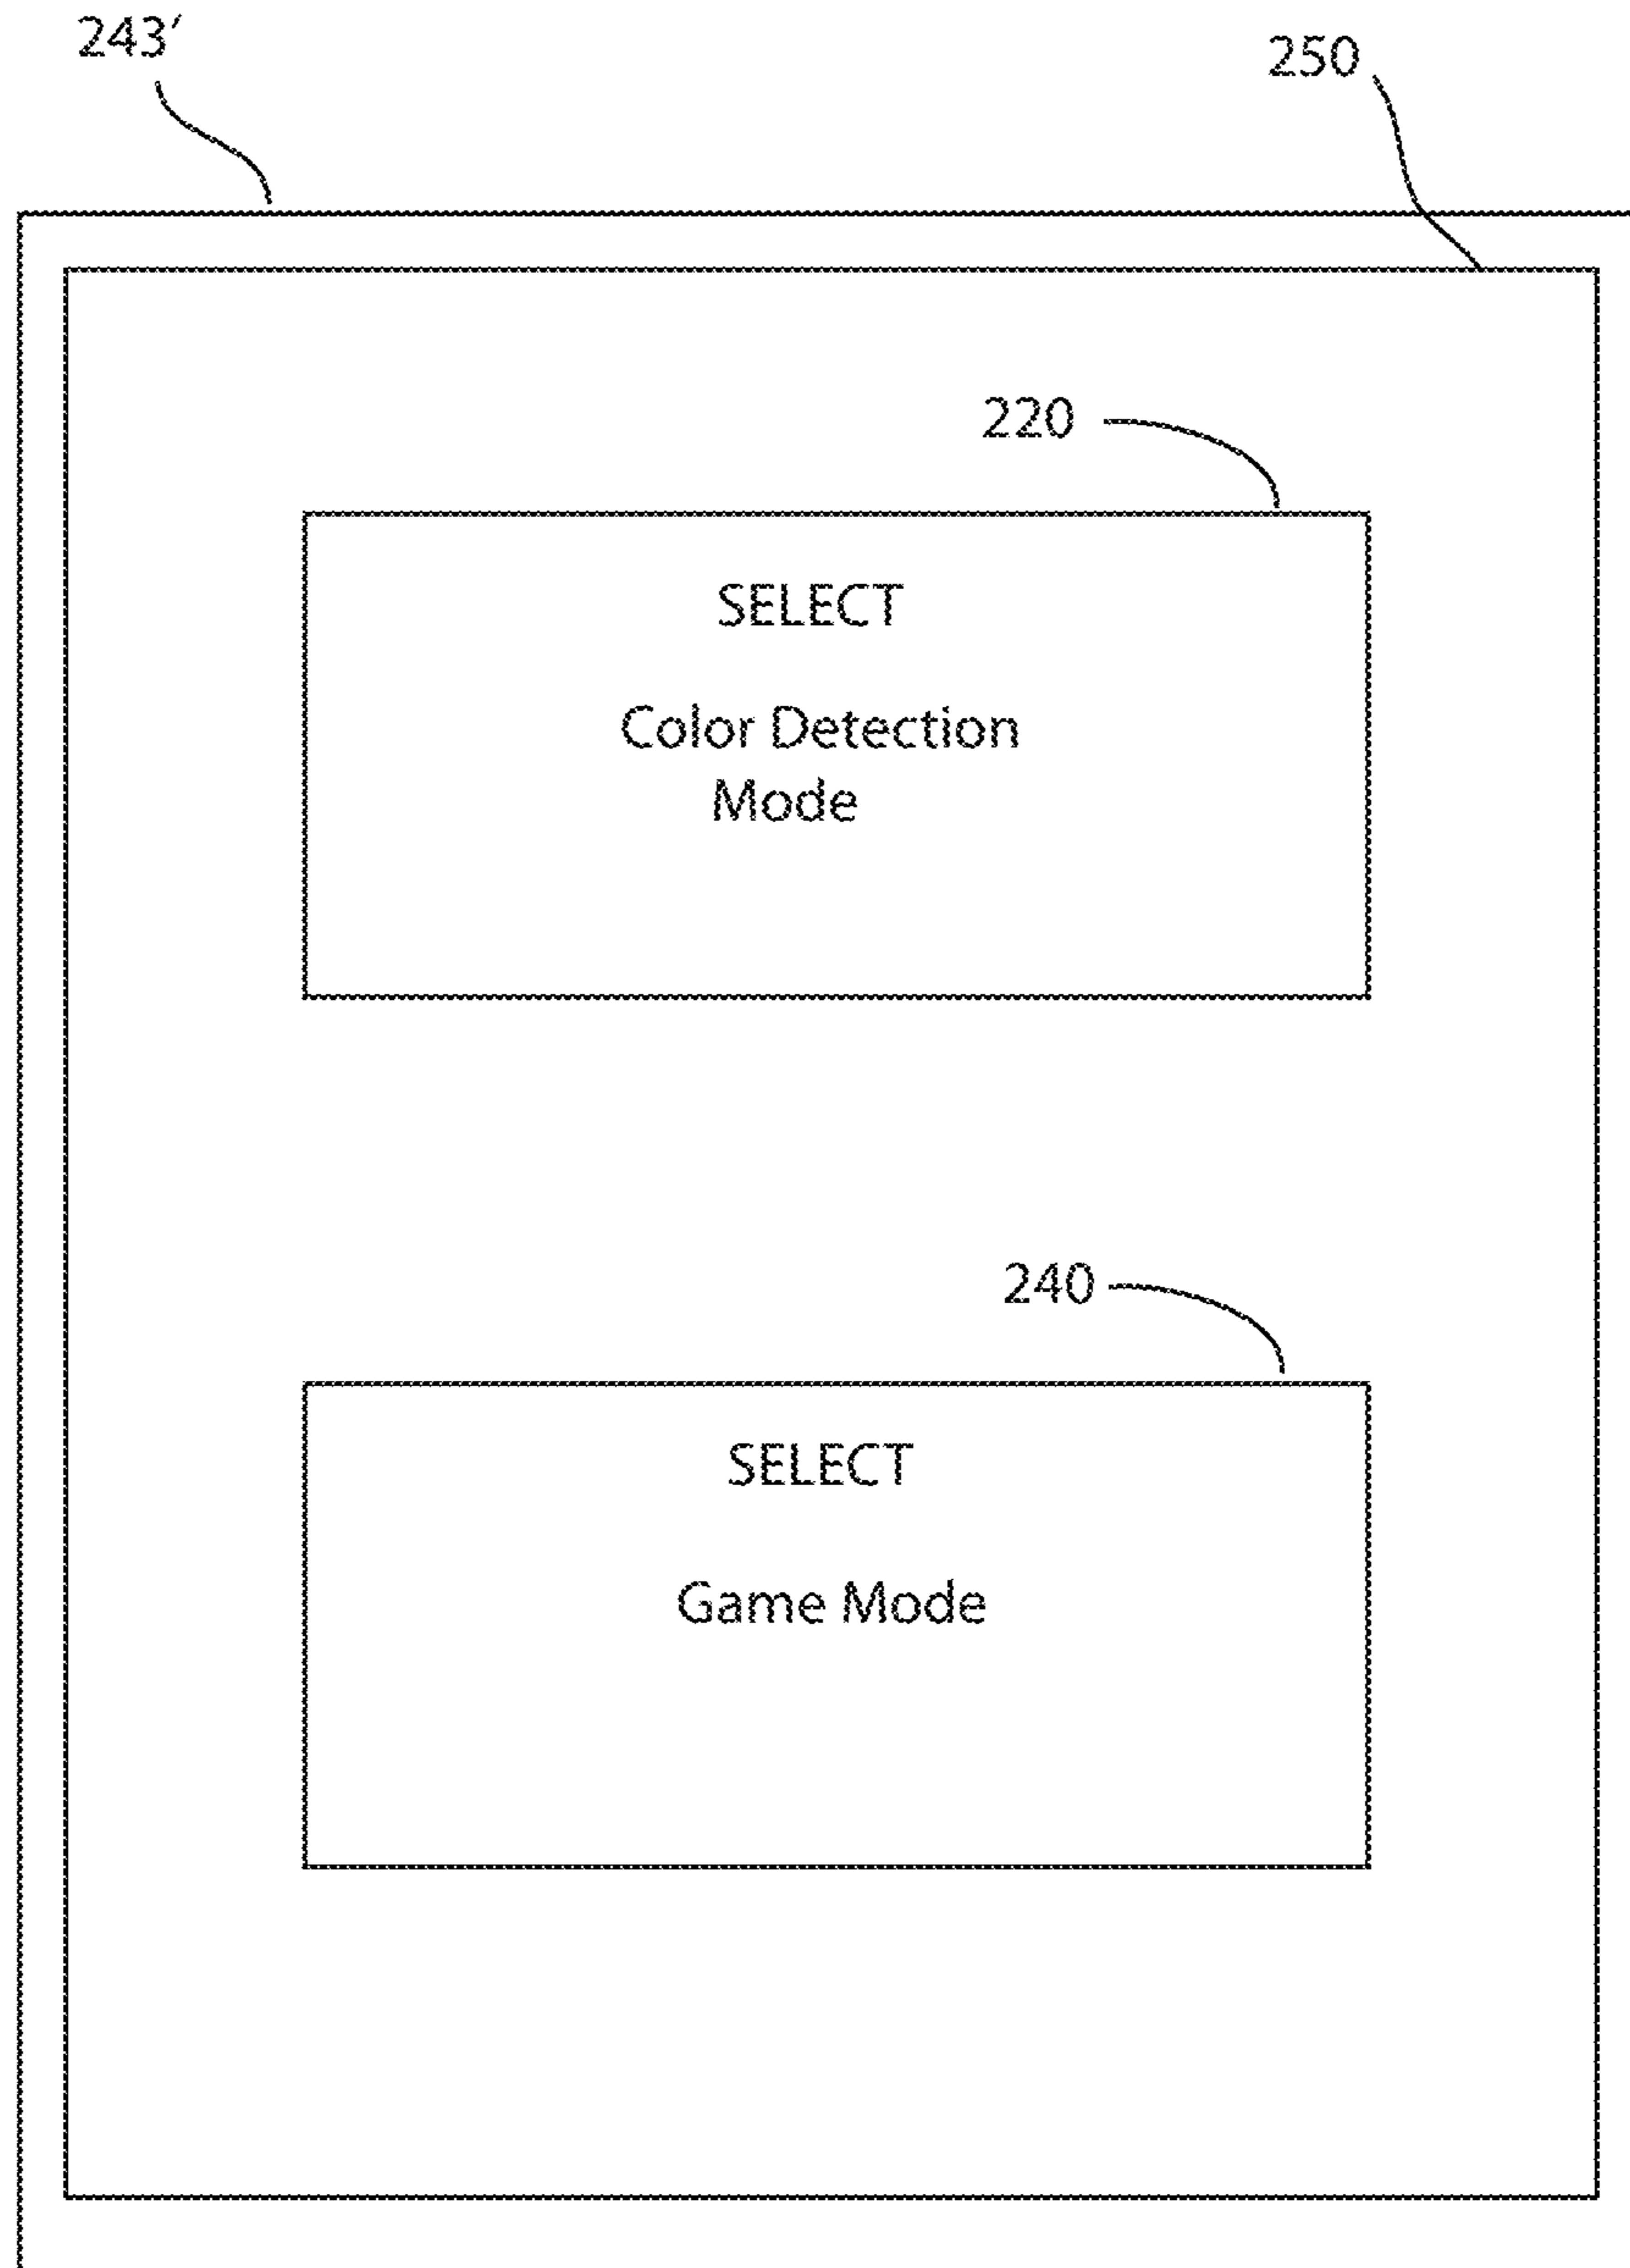 243′
250
220
SELECT
Color Detection
Mode
240
SELECT
Game Mode